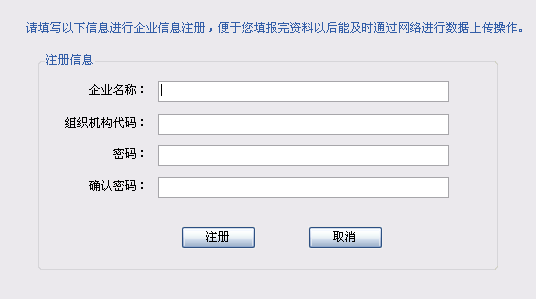 请填写以下信息进行企业信息注册，便于您填报完资料以后能及时通过网络进行数据上传操作。
注册信息
企业名称：
组织机构代码：
密码：
确认密码：
注册 取消